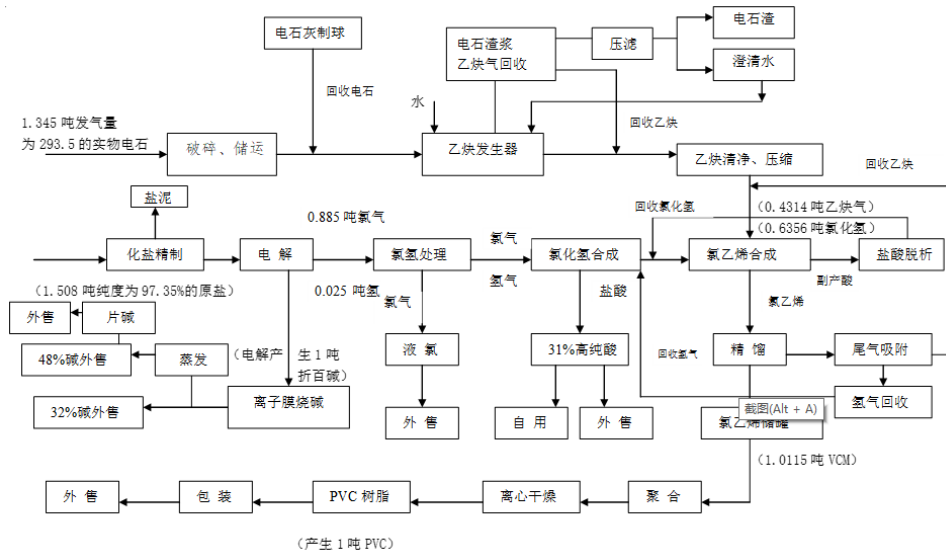 电石灰制球
电石渣浆
乙炔气回收
压滤
电石渣
澄清水
回收电石
水
回收乙炔
1.345 吨发气量
为 293.5 的实物电石
破碎、储运
乙炔发生器
乙炔清净、压缩
回收乙炔
盐泥
0.885 吨氯气
回收氯化氢
（0.4314 吨乙炔气）
（0.6356 吨氯化氢）
化盐精制
电 解
氯氢处理
氯气
氢气
氯化氢合成
氯乙烯合成
盐酸脱析
副产酸
（1.508 吨纯度为 97.35%的原盐）
0.025 吨氢
氯气
盐酸
氯乙烯
外售
片碱
48%碱外售
蒸发
（电解产
生 1 吨
折百碱）
液氯
31%高纯酸
回收氢气
精 馏
尾气吸附
32%碱外售
离子膜烧碱
外 售
自 用
外 售
截图(Alt + A)
氯乙烯储罐
氢气回收
（1.0115 吨 VCM）
外 售
包 装
PVC 树脂
离心干燥
聚 合
（产生 1 吨 PVC）